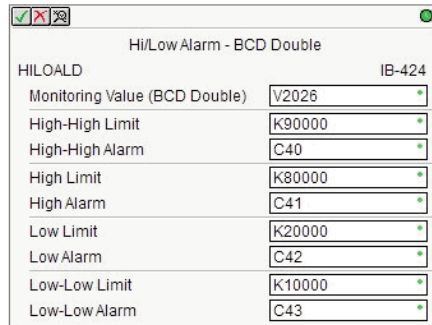 Hi/Low Alarm - BCD Double
HILOALD IB-424
Monitoring Value (BCD Double) V2026
High-High Limit K90000
High-High Alarm C40
High Limit K80000
High Alarm C41
Low Limit K20000
Low Alarm C42
Low-Low Limit K10000
Low-Low Alarm C43